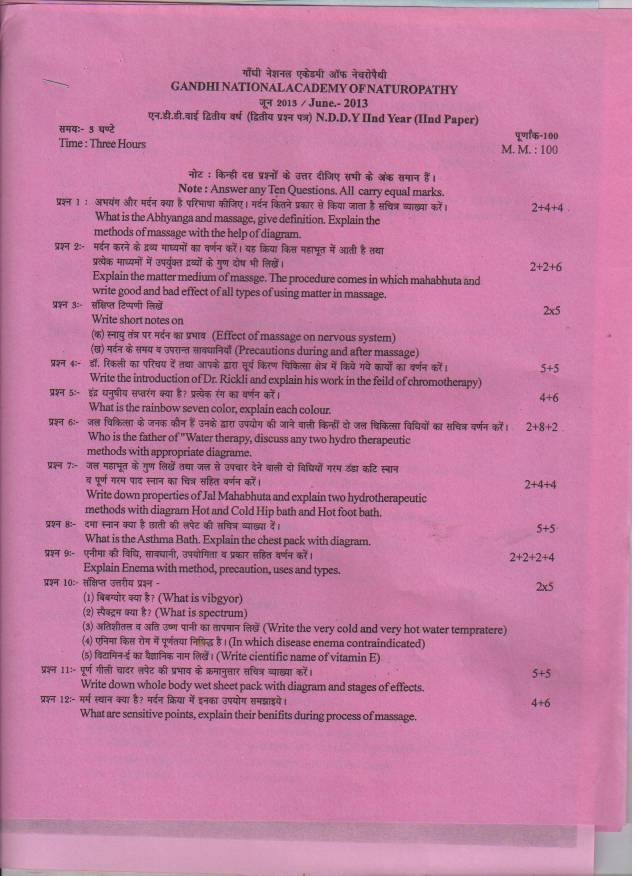 गाँधी नेशनल एकेडमी ऑफ नेचरोपैथी
GANDHI NATIONAL ACADEMY OF NATUROPATHY
जून 2013 / June.- 2013
एन.डी.डी.वाई द्वितीय वर्ष (द्वितीय प्रश्न पत्र) N.D.D.Y IInd Year (IInd Paper)
समयः- 3 घण्टे पूर्णांक-100
Time : Three Hours M. M. : 100
नोट : किन्ही दस प्रश्नों के उत्तर दीजिए सभी के अंक समान हैं।
Note : Answer any Ten Questions. All carry equal marks.
प्रश्न 1 : अभयंग और मर्दन क्या है परिभाषा कीजिए। मर्दन कितने प्रकार से किया जाता है सचित्र व्याख्या करें। 2+4+4
What is the Abhyanga and massage, give definition. Explain the
methods of massage with the help of diagram.
प्रश्न 2:- मर्दन करने के द्रव्य माध्यमों का वर्णन करें। यह क्रिया किस महाभूत में आती है तथा
प्रत्येक माध्यमों में उपर्युक्त द्रव्यों के गुण दोष भी लिखें। 2+2+6
Explain the matter medium of massge. The procedure comes in which mahabhuta and
write good and bad effect of all types of using matter in massage.
प्रश्न 3:- संक्षिप्त टिप्पणी लिखें 2x5
Write short notes on
(क) स्नायु तंत्र पर मर्दन का प्रभाव (Effect of massage on nervous system)
(ख) मर्दन के समय व उपरान्त सावधानियाँ (Precautions during and after massage)
प्रश्न 4:- डॉ. रिकली का परिचय दें तथा आपके द्वारा सूर्य किरण चिकित्सा क्षेत्र में किये गये कार्यो का वर्णन करें। 5+5
Write the introduction of Dr. Rickli and explain his work in the feild of chromotherapy)
प्रश्न 5:- इंद्र धनुषीय सप्तरंग क्या है? प्रत्येक रंग का वर्णन करें। 4+6
What is the rainbow seven color, explain each colour.
प्रश्न 6:- जल चिकित्सा के जनक कौन हैं उनके द्वारा उपयोग की जाने वाली किन्हीं दो जल चिकित्सा विधियों का सचित्र वर्णन करें। 2+8+2
Who is the father of "Water therapy, discuss any two hydro therapeutic
methods with appropriate diagrame.
प्रश्न 7:- जल महाभूत के गुण लिखें तथा जल से उपचार देने वाली दो विधियों गरम ठंडा कटि स्नान
व पूर्ण गरम पाद स्नान का चित्र सहित वर्णन करें। 2+4+4
Write down properties of Jal Mahabhuta and explain two hydrotherapeutic
methods with diagram Hot and Cold Hip bath and Hot foot bath.
प्रश्न 8:- दमा स्नान क्या है छाती की लपेट की सचित्र व्याख्या दें। 5+5
What is the Asthma Bath. Explain the chest pack with diagram.
प्रश्न 9:- एनीमा की विधि, सावधानी, उपयोगिता व प्रकार सहित वर्णन करें। 2+2+2+4
Explain Enema with method, precaution, uses and types.
प्रश्न 10:- संक्षिप्त उत्तरीय प्रश्न - 2x5
(1) बिबग्योर क्या है? (What is vibgyor)
(2) स्पैक्ट्रम क्या है? (What is spectrum)
(3) अतिशीतल व अति उष्ण पानी का तापमान लिखें (Write the very cold and very hot water tempratere)
(4) एनिमा किस रोग में पूर्णतया निषिद्ध है। (In which disease enema contraindicated)
(5) विटामिन-ई का वैज्ञानिक नाम लिखें। (Write cientific name of vitamin E)
प्रश्न 11:- पूर्ण गीली चादर लपेट की प्रभाव के क्रमानुसार सचित्र व्याख्या करें। 5+5
Write down whole body wet sheet pack with diagram and stages of effects.
प्रश्न 12:- मर्म स्थान क्या है? मर्दन क्रिया में इनका उपयोग समझाइये। 4+6
What are sensitive points, explain their benifits during process of massage.